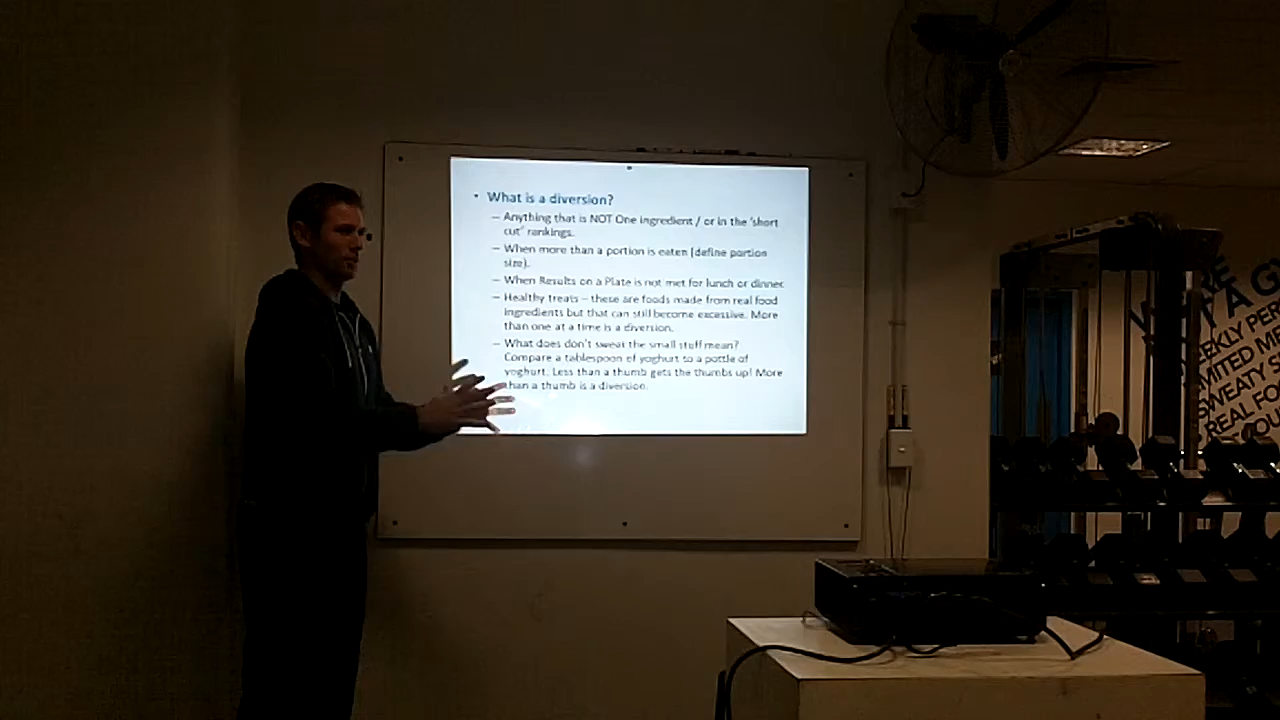 • What is a diversion?
– Anything that is NOT One ingredient / or in the 'short
cut' rankings.
– When more than a portion is eaten (define portion
size).
– When Results on a Plate is not met for lunch or dinner.
– Healthy treats – these are foods made from real food
ingredients but that can still become excessive. More
than one at a time is a diversion.
– What does don't sweat the small stuff mean?
Compare a tablespoon of yoghurt to a pottle of
yoghurt. Less than a thumb gets the thumbs up! More
than a thumb is a diversion.
A GY
SWEATY
REAL FO